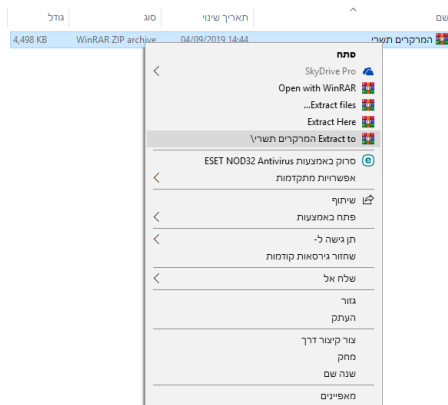 שם תאריך שינוי סוג גודל
המרקרים תשרי 04/09/2019 14:44 WinRAR ZIP archive 4,498 KB
פתח
SkyDrive Pro
Open with WinRAR
Extract files...
Extract Here
Extract to המרקרים תשרי\
סרוק באמצעות ESET NOD32 Antivirus
אפשרויות מתקדמות
שיתוף
פתח באמצעות
תן גישה ל-
שחזור גירסאות קודמות
שלח אל
גזור
העתק
צור קיצור דרך
מחק
שנה שם
מאפיינים